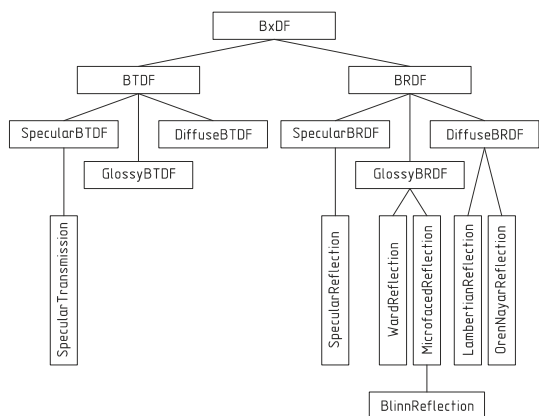 BxDF
BTDF
BRDF
SpecularBTDF
DiffuseBTDF
SpecularBRDF
DiffuseBRDF
GlossyBTDF
GlossyBRDF
SpecularTransmission
SpecularReflection
WardReflection
MicrofacedReflection
LambertianReflection
OrenNayarReflection
BlinnReflection